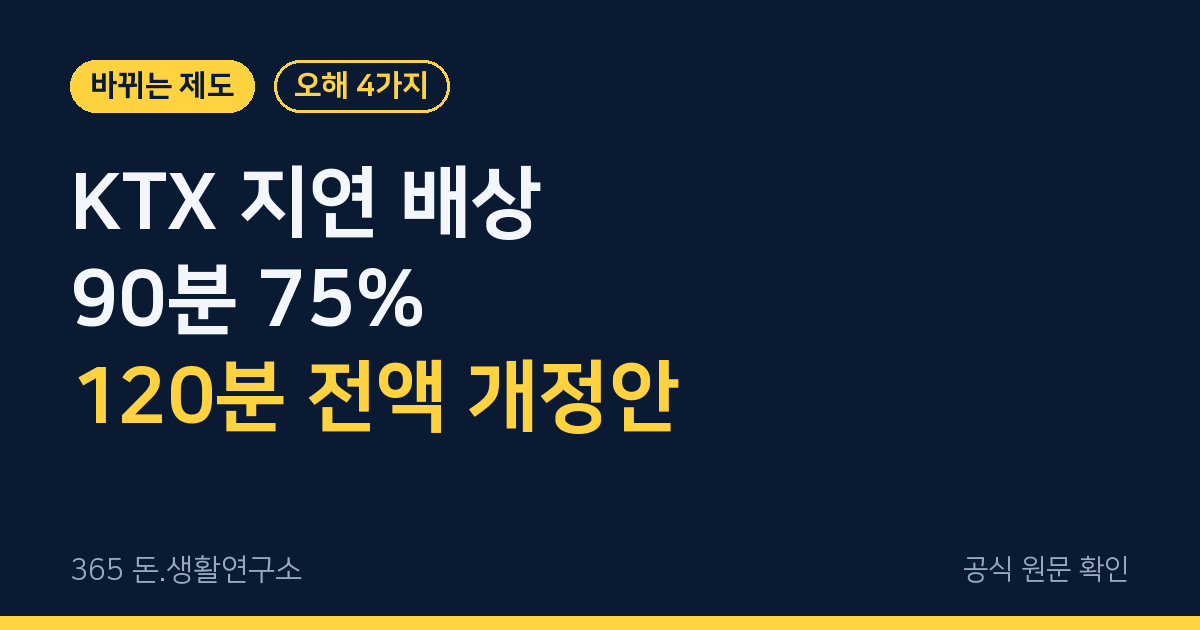 바뀌는 제도
오해 4가지
KTX 지연 배상
90분 75%
120분 전액 개정안
365 돈.생활연구소
공식 원문 확인